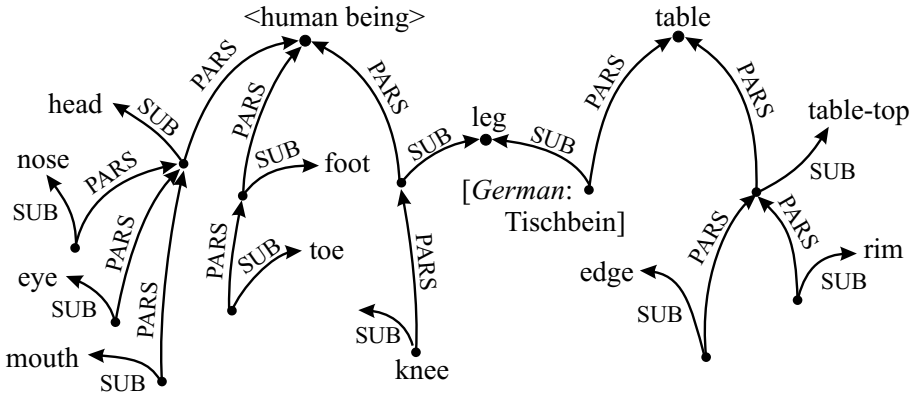 <human being>
table
PARS
PARS
PARS
PARS
PARS
head
SUB
leg
table-top
nose
PARS
SUB
foot
SUB
SUB
SUB
SUB
PARS
[German:
Tischbein]
PARS
PARS
PARS
PARS
eye
SUB
toe
edge
rim
SUB
PARS
SUB
SUB
mouth
SUB
SUB
knee